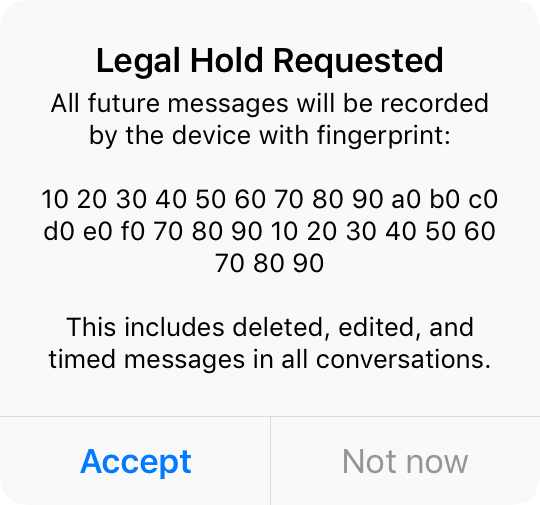 Legal Hold Requested
All future messages will be recorded
by the device with fingerprint:
10 20 30 40 50 60 70 80 90 a0 b0 c0
d0 e0 f0 70 80 90 10 20 30 40 50 60
70 80 90
This includes deleted, edited, and
timed messages in all conversations.
Accept
Not now